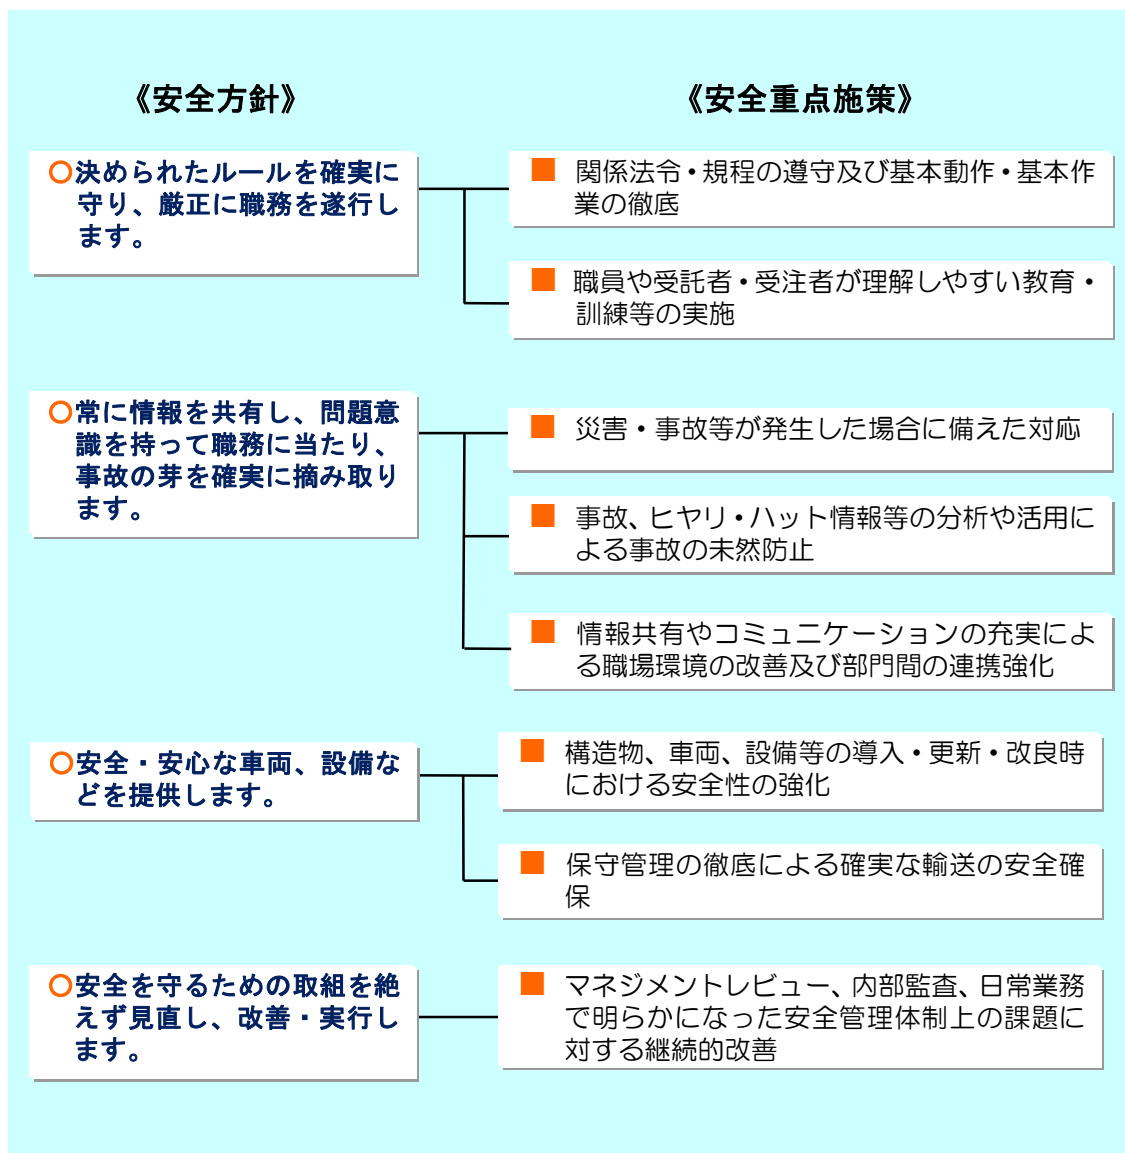 《安全方針》
《安全重点施策》
○決められたルールを確実に
守り、厳正に職務を遂行し
ます。
■ 関係法令・規程の遵守及び基本動作・基本作
業の徹底
■ 職員や受託者・受注者が理解しやすい教育・
訓練等の実施
○常に情報を共有し、問題意
識を持って職務に当たり、
事故の芽を確実に摘み取り
ます。
■ 災害・事故等が発生した場合に備えた対応
■ 事故、ヒヤリ・ハット情報等の分析や活用に
よる事故の未然防止
■ 情報共有やコミュニケーションの充実によ
る職場環境の改善及び部門間の連携強化
○安全・安心な車両、設備な
どを提供します。
■ 構造物、車両、設備等の導入・更新・改良時
における安全性の強化
■ 保守管理の徹底による確実な輸送の安全確
保
○安全を守るための取組を絶
えず見直し、改善・実行し
ます。
■ マネジメントレビュー、内部監査、日常業務
で明らかになった安全管理体制上の課題に
対する継続的改善